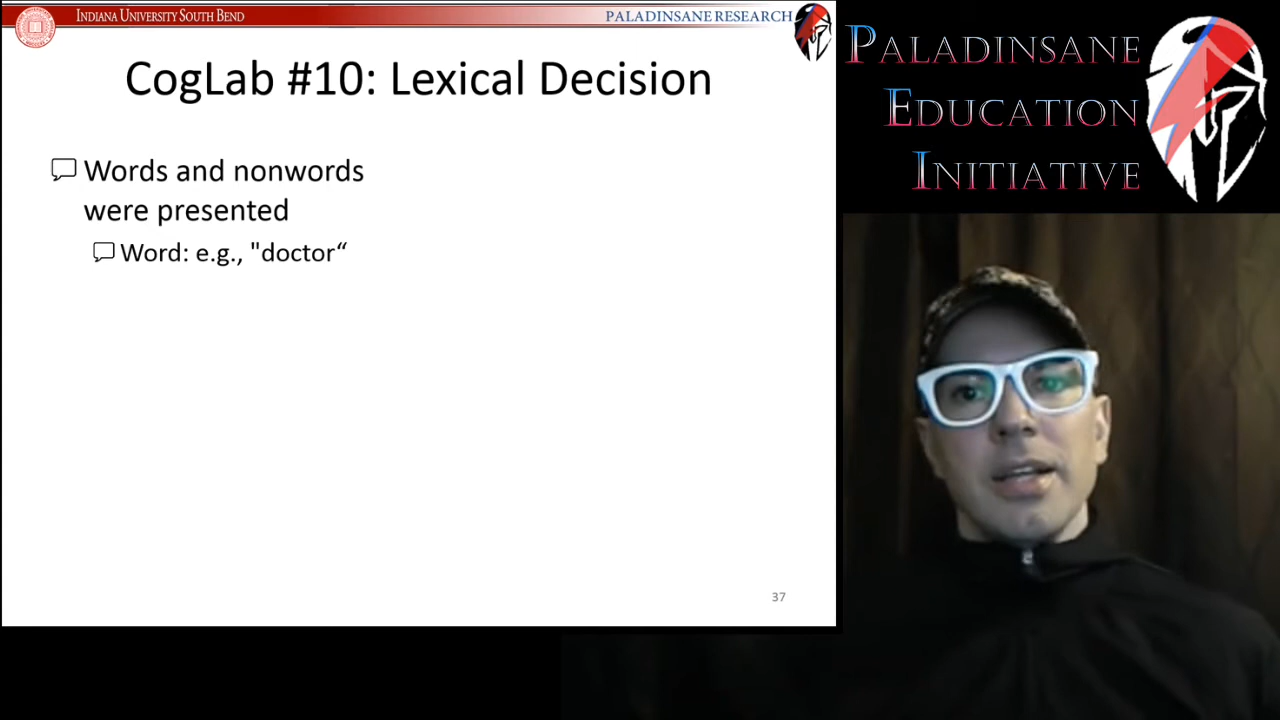 INDIANA UNIVERSITY SOUTH BEND
PALADINSANE RESEARCH
CogLab #10: Lexical Decision
Words and nonwords
were presented
Word: e.g., "doctor“
37
PALADINSANE
EDUCATION
INITIATIVE